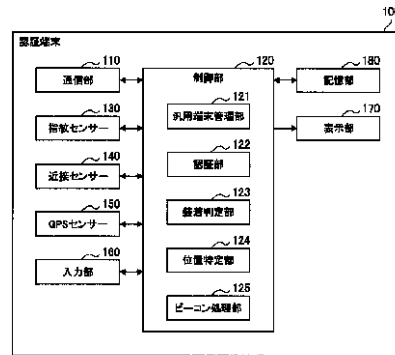 100
認証端末
110
通信部
130
指紋センサー
140
近接センサー
150
GPSセンサー
160
入力部
120
制御部
121
汎用端末管理部
122
認証部
123
装着判定部
124
位置特定部
125
ビーコン処理部
180
記憶部
170
表示部